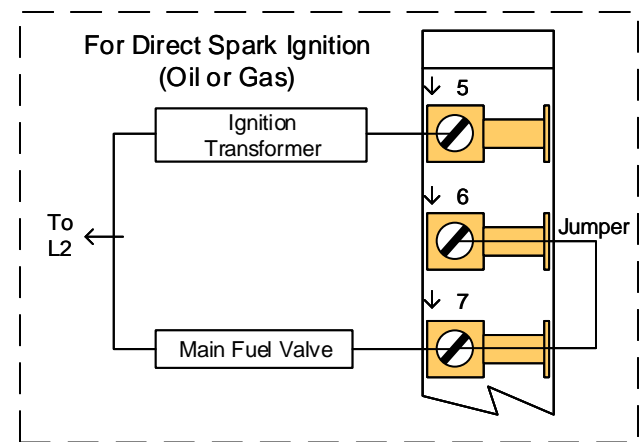 For Direct Spark Ignition
(Oil or Gas)
5
Ignition
Transformer
6
To
L2
Jumper
7
Main Fuel Valve